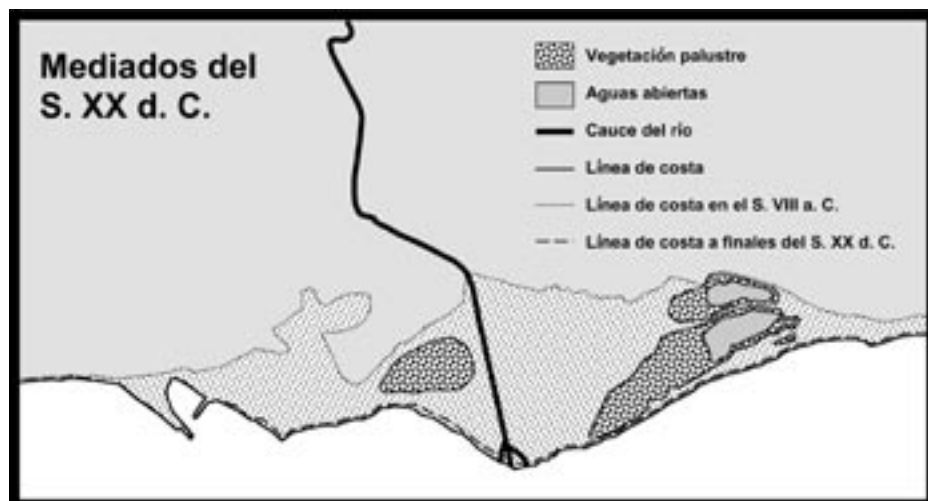 Mediados del
S. XX d. C.
Vegetación palustre
Aguas abiertas
Cauce del río
Línea de costa
Línea de costa en el S. VIII a. C.
Línea de costa a finales del S. XX d. C.